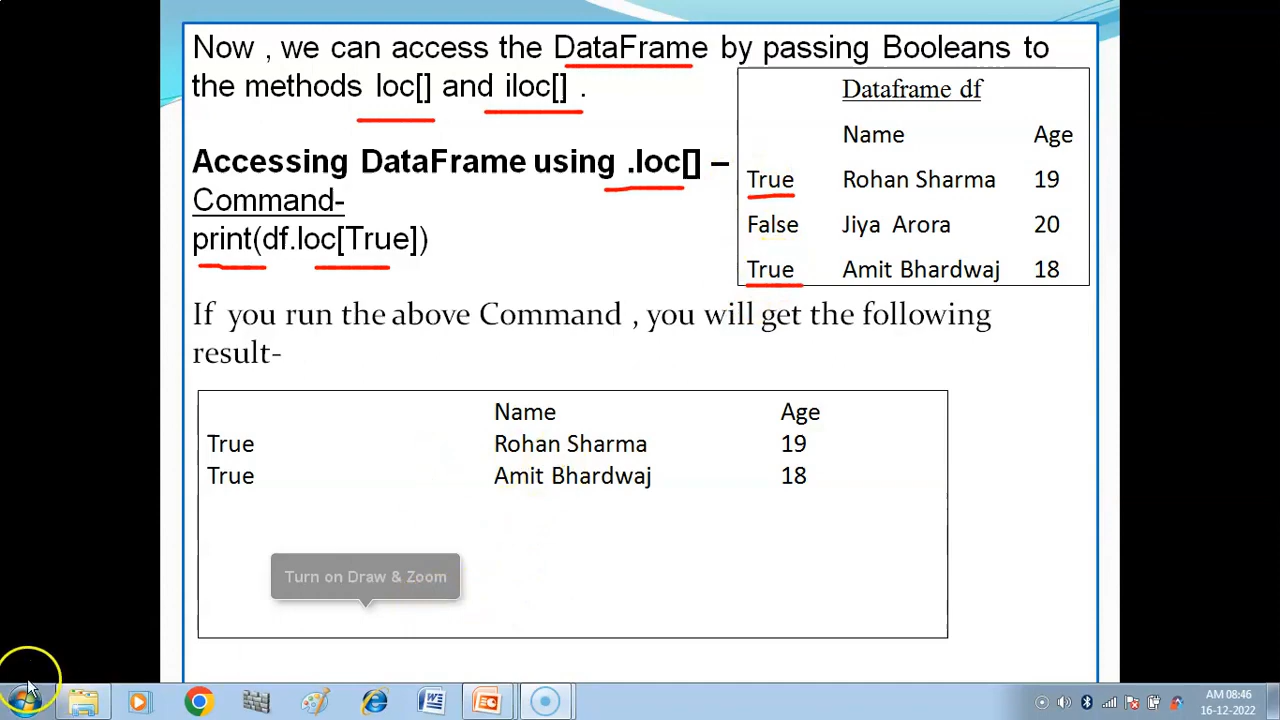 Now , we can access the DataFrame by passing Booleans to
the methods loc[] and iloc[] .
Accessing DataFrame using .loc[] –
Command-
print(df.loc[True])
Dataframe df
Name Age
True Rohan Sharma 19
False Jiya Arora 20
True Amit Bhardwaj 18
If you run the above Command , you will get the following
result-
Name Age
True Rohan Sharma 19
True Amit Bhardwaj 18
Turn on Draw & Zoom
AM 08:46
16-12-2022